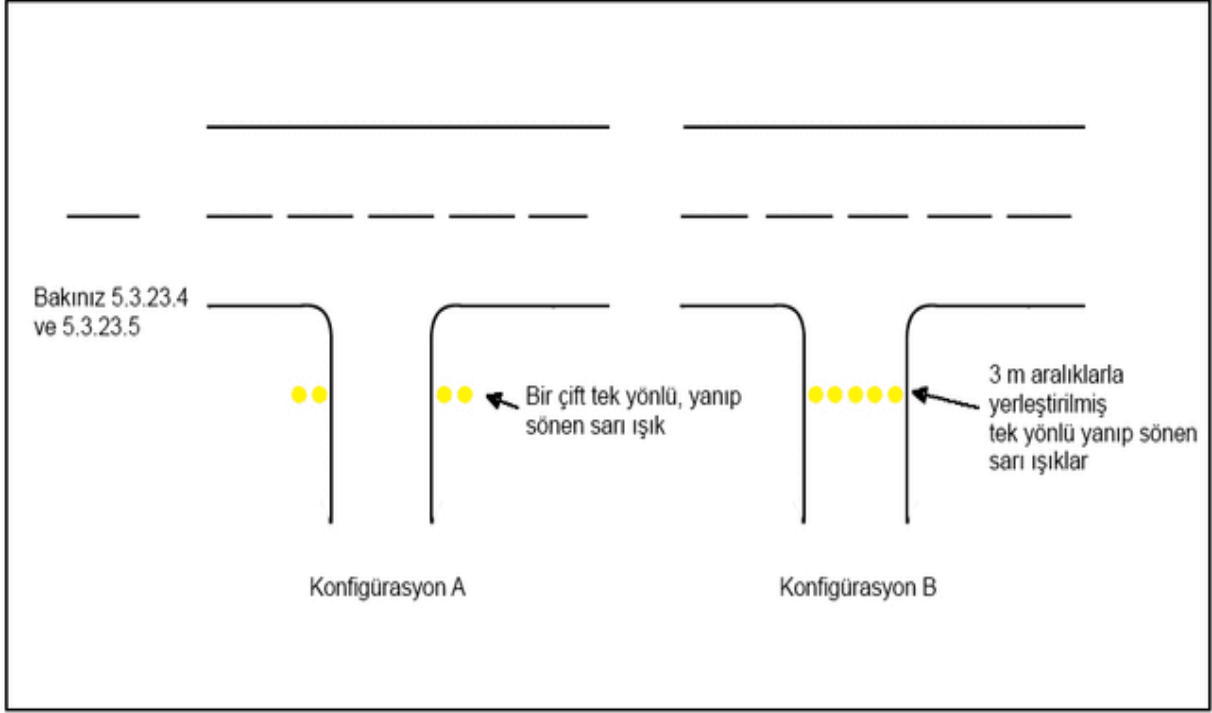 Bakınız 5.3.23.4
ve 5.3.23.5
Bir çift tek yönlü, yanıp
sönen sarı ışık
3 m aralıklarla
yerleştirilmiş
tek yönlü yanıp sönen
sarı ışıklar
Konfigürasyon A
Konfigürasyon B